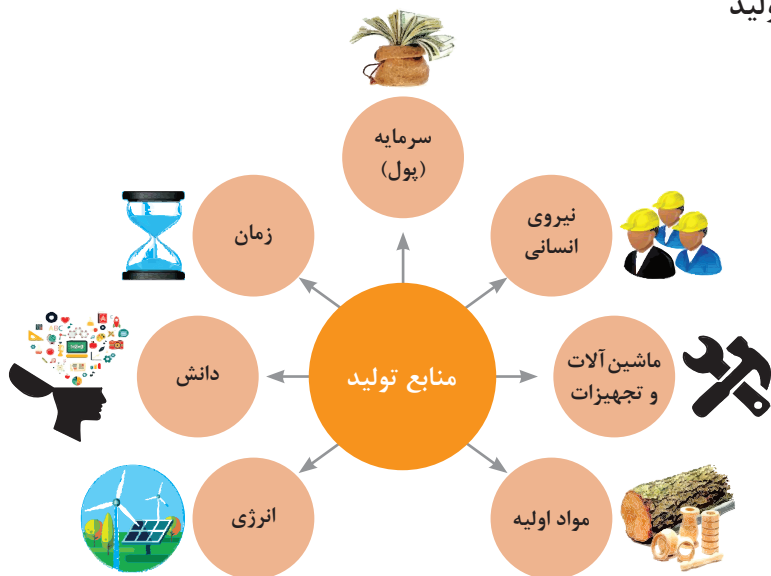 سرمایه
(پول)
نیروی
انسانی
ماشین‌آلات
و تجهیزات
مواد اولیه
انرژی
دانش
زمان
منابع تولید